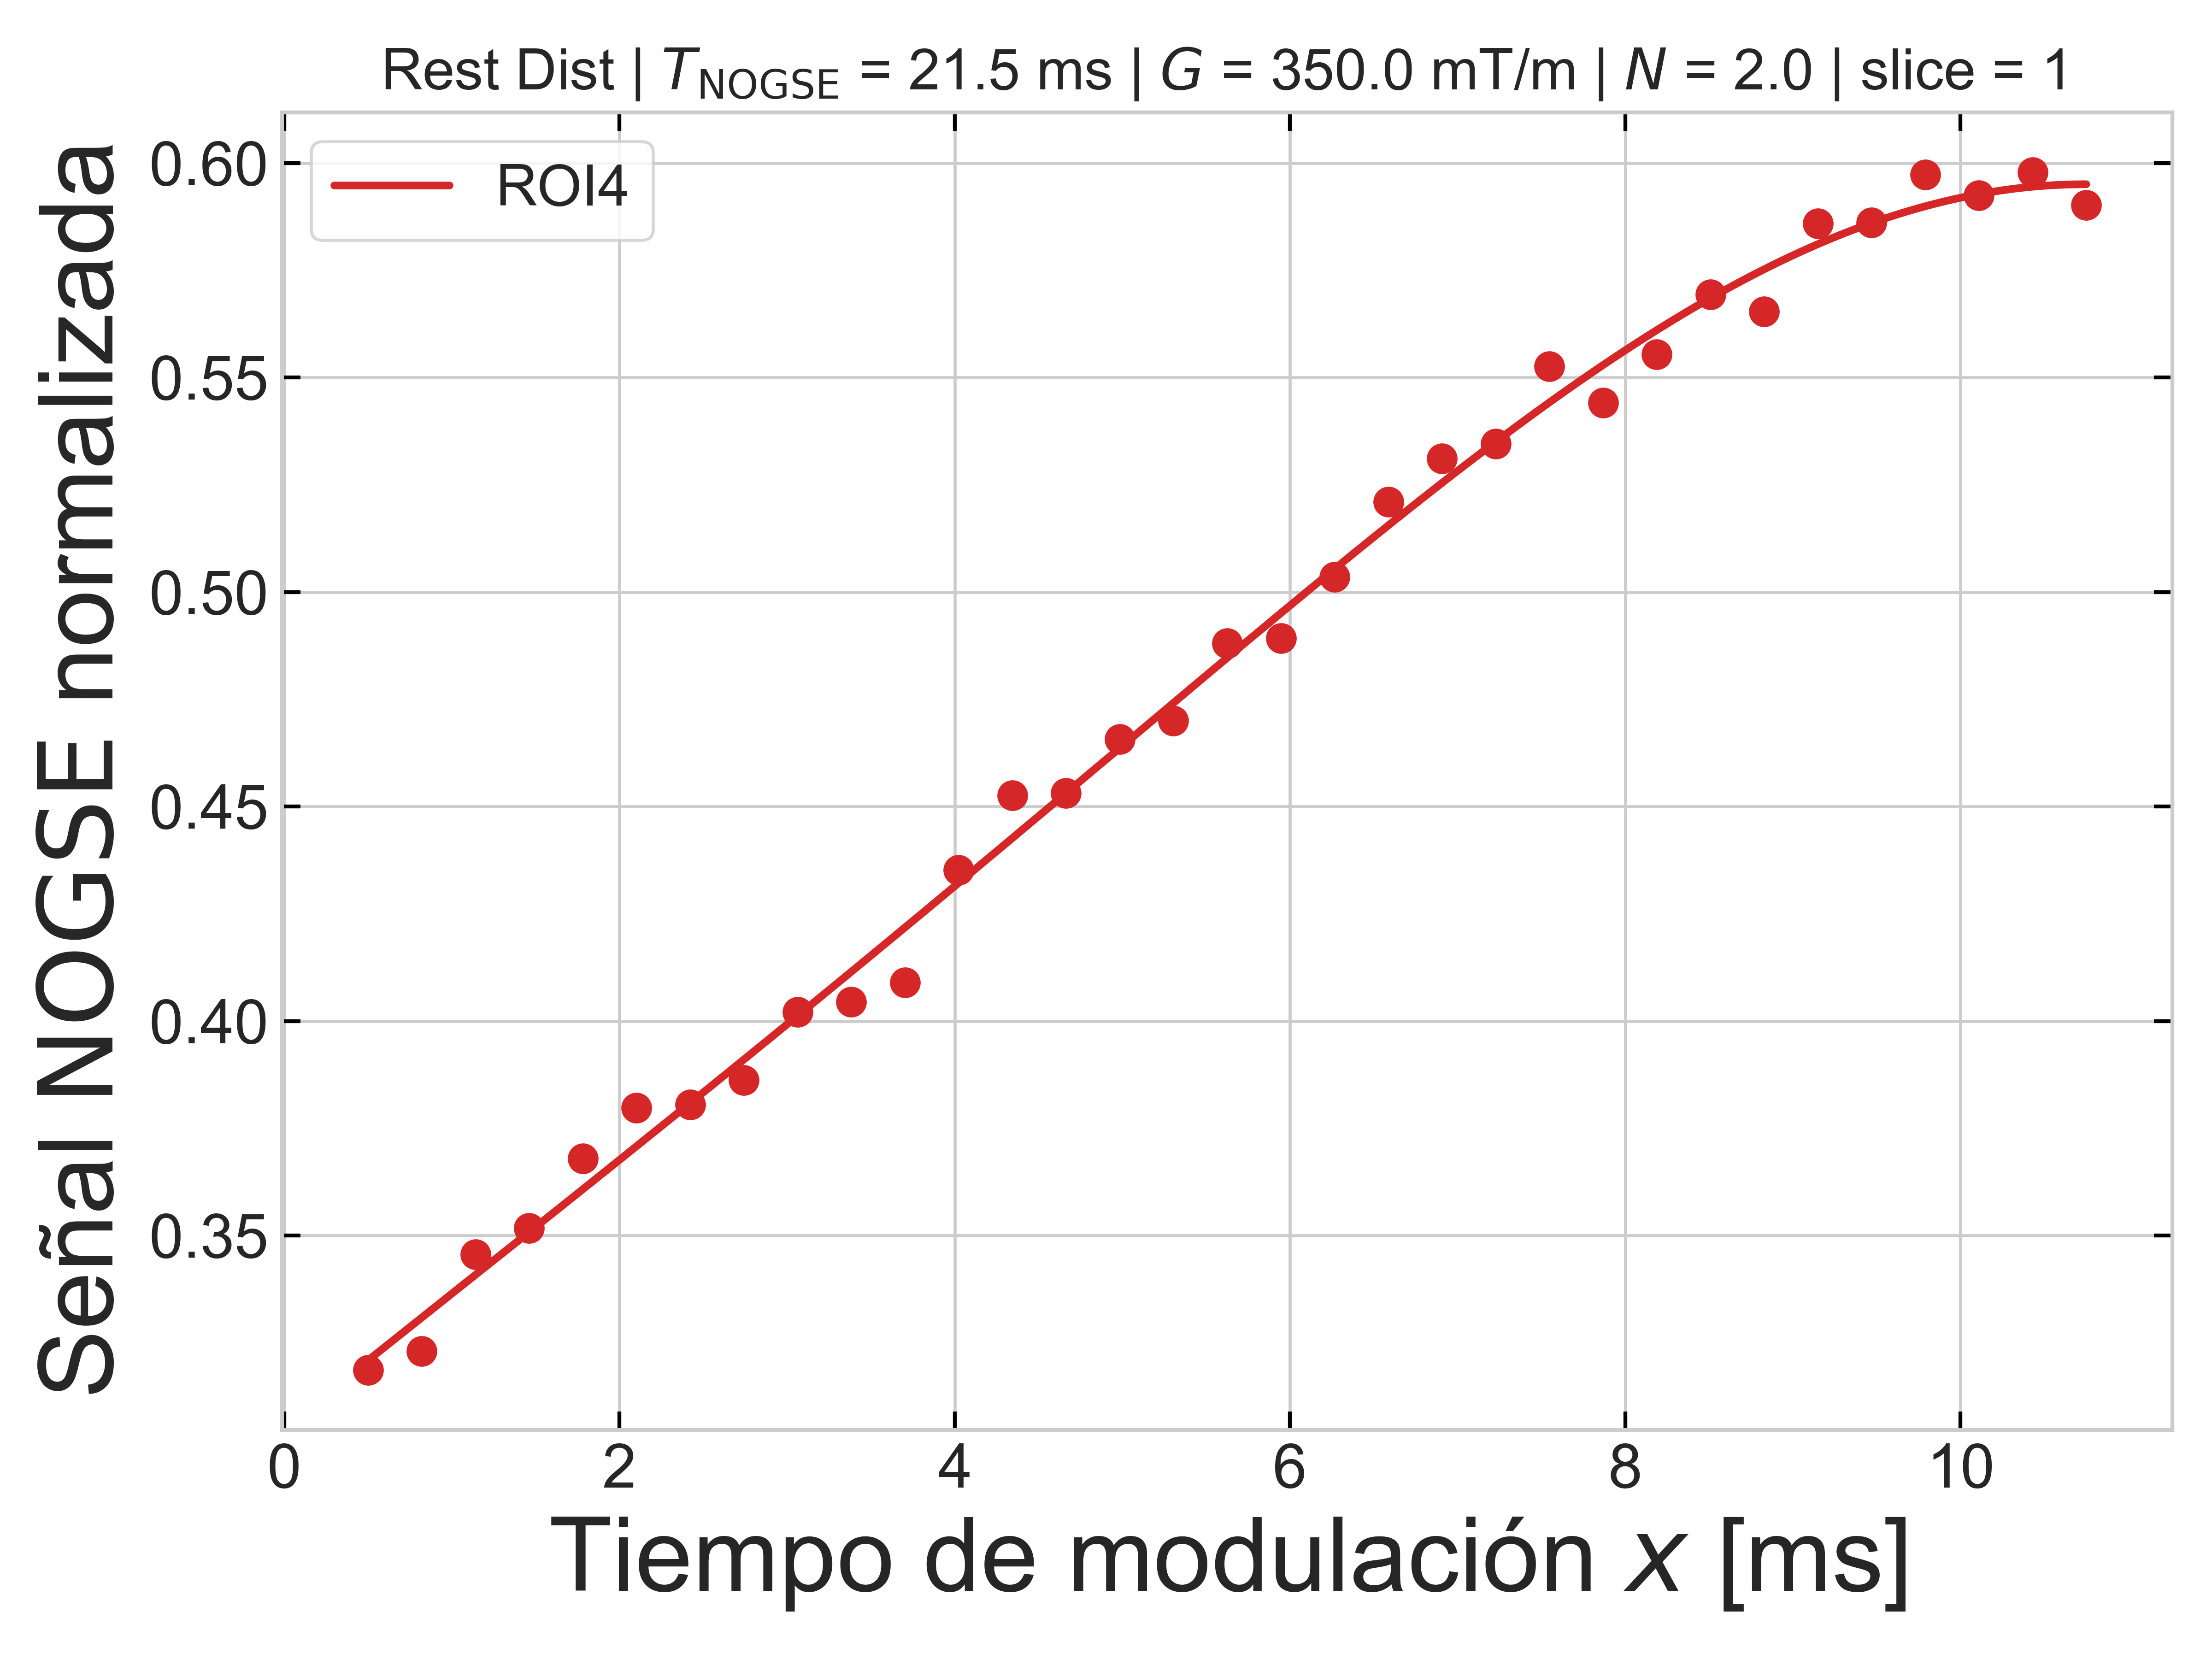 Rest Dist | T_NOGSE = 21.5 ms | G = 350.0 mT/m | N = 2.0 | slice = 1
ROI4
Señal NOGSE normalizada
0.60
0.55
0.50
0.45
0.40
0.35
0 2 4 6 8 10
Tiempo de modulación x [ms]